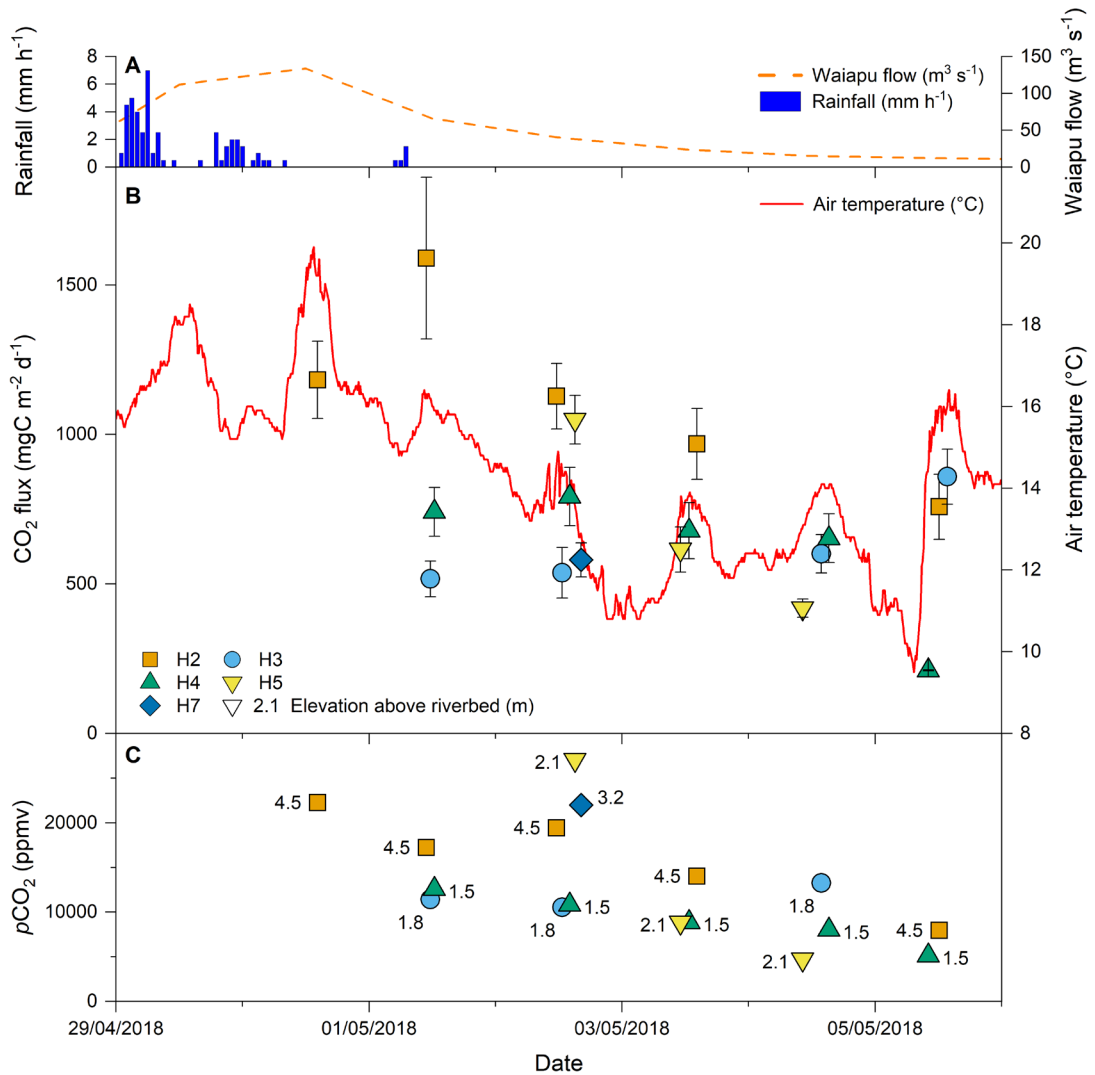 A
Rainfall (mm h⁻¹)
8
6
4
2
0
Waiapu flow (m³ s⁻¹)
Rainfall (mm h⁻¹)
150
100
50
0
Waiapu flow (m³ s⁻¹)
B
Air temperature (°C)
CO₂ flux (mgC m⁻² d⁻¹)
1500
1000
500
0
20
18
16
14
12
10
8
Air temperature (°C)
H2 H3
H4 H5
H7 2.1 Elevation above riverbed (m)
C
pCO₂ (ppmv)
20000
10000
0
2.1
3.2
4.5
4.5
4.5
1.5
1.8
1.5
1.8
4.5
2.1
1.5
1.8
1.5
2.1
4.5
1.5
29/04/2018 01/05/2018 03/05/2018 05/05/2018
Date